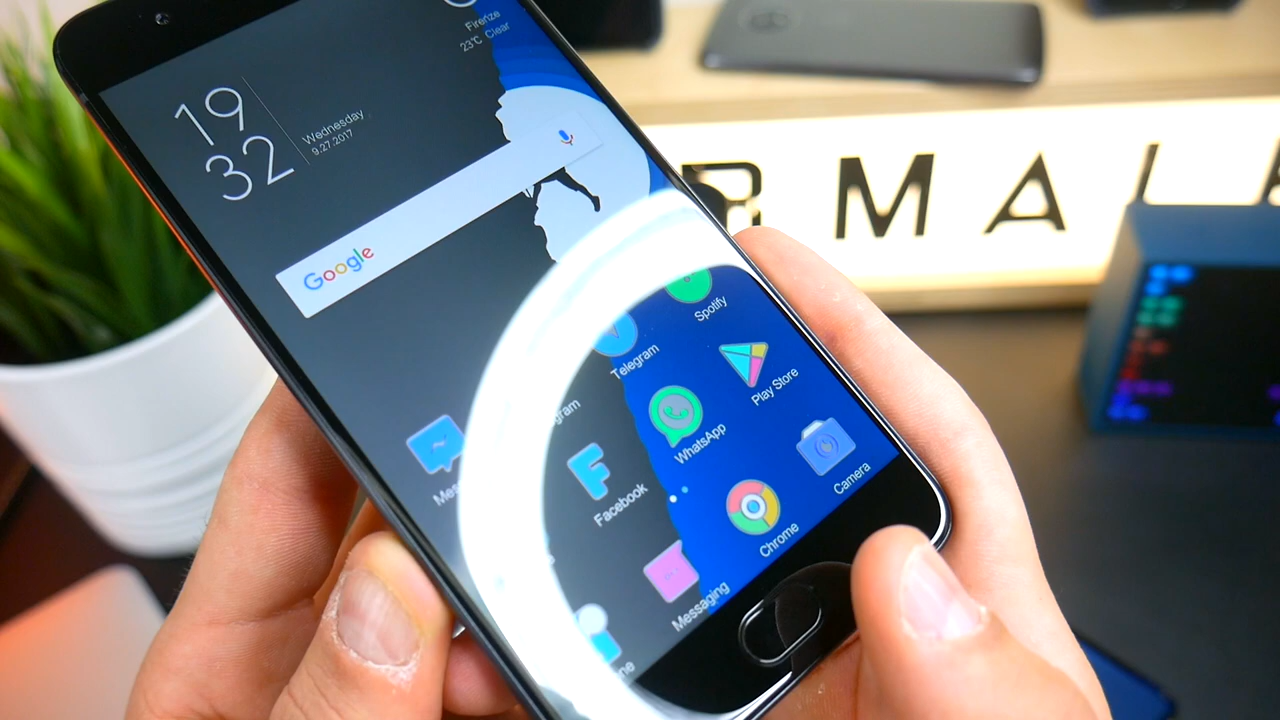 Firenze
23°C Clear
19
32
Wednesday
9.27.2017
Google
Spotify
Telegram
Play Store
WhatsApp
Facebook
Camera
Chrome
Messaging
MA